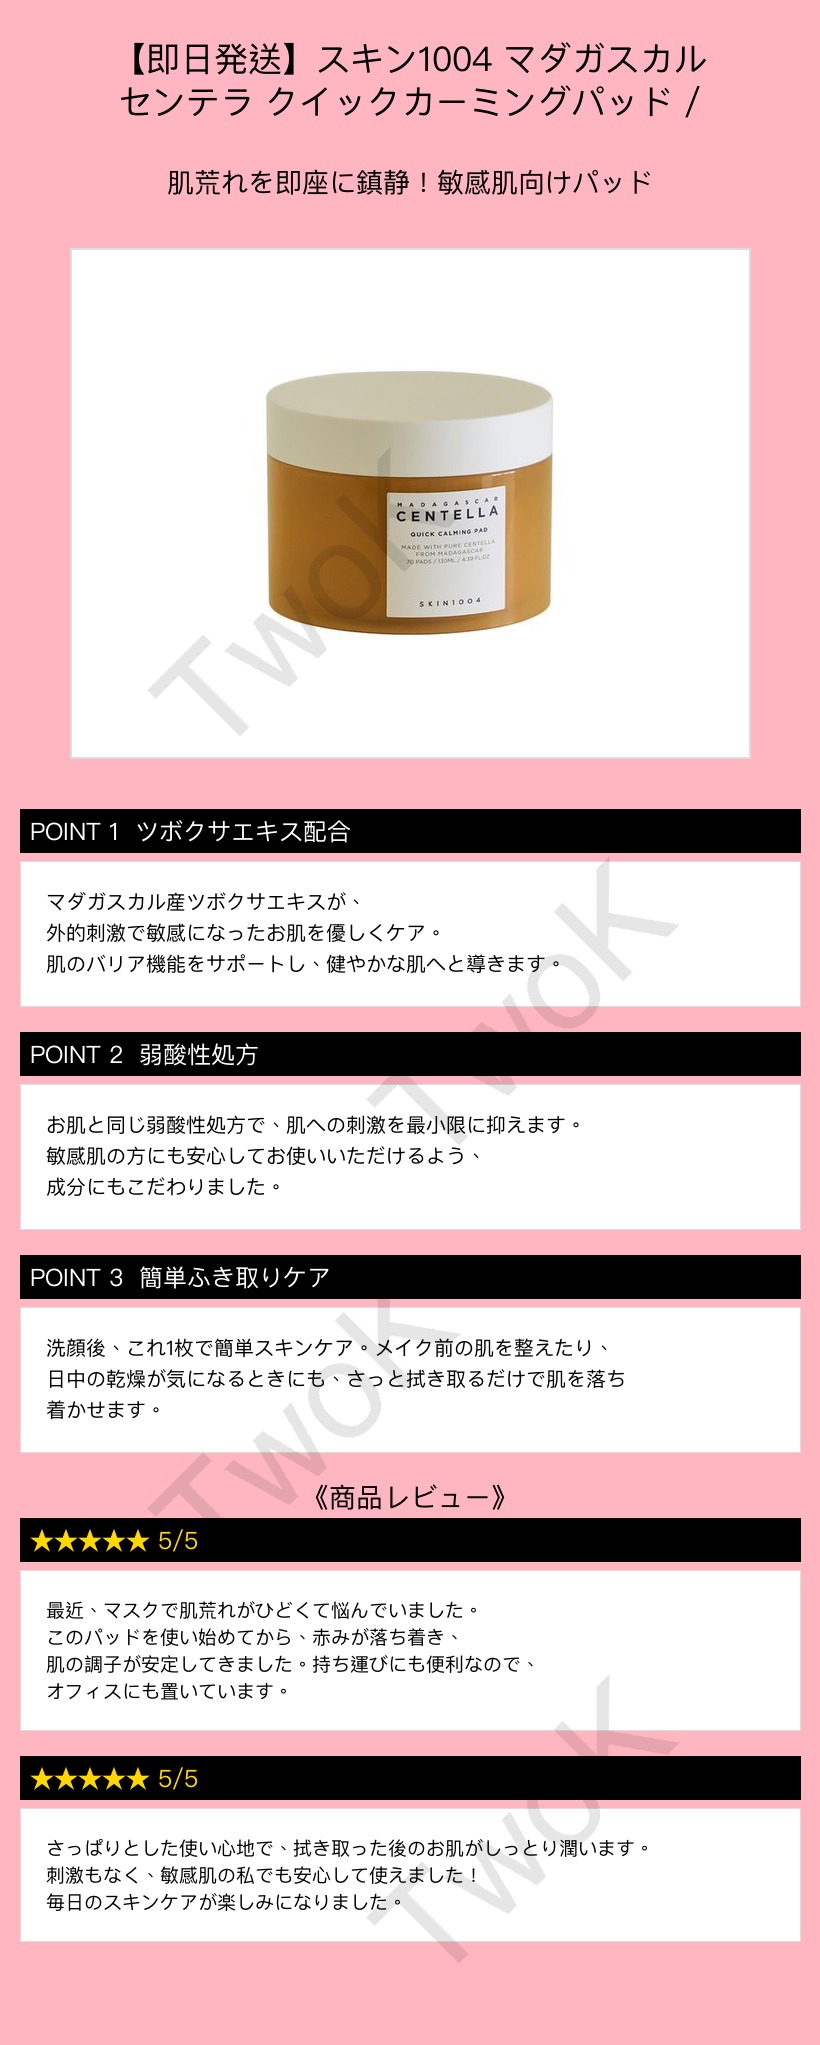 【即日発送】スキン1004 マダガスカル
センテラ クイックカーミングパッド /
肌荒れを即座に鎮静！敏感肌向けパッド
MADAGASCAR
CENTELLA
QUICK CALMING PAD
MADE WITH PURE CENTELLA
FROM MADAGASCAR
70 PADS / 130ML / 4.39 FL.OZ
SKIN1004
TwoK
POINT 1 ツボクサエキス配合
マダガスカル産ツボクサエキスが、
外的刺激で敏感になったお肌を優しくケア。
肌のバリア機能をサポートし、健やかな肌へと導きます。
TwoK
POINT 2 弱酸性処方
お肌と同じ弱酸性処方で、肌への刺激を最小限に抑えます。
敏感肌の方にも安心してお使いいただけるよう、
成分にもこだわりました。
POINT 3 簡単ふき取りケア
洗顔後、これ1枚で簡単スキンケア。メイク前の肌を整えたり、
日中の乾燥が気になるときにも、さっと拭き取るだけで肌を落ち
着かせます。
TwoK
《商品レビュー》
★★★★★ 5/5
最近、マスクで肌荒れがひどくて悩んでいました。
このパッドを使い始めてから、赤みが落ち着き、
肌の調子が安定してきました。持ち運びにも便利なので、
オフィスにも置いています。
★★★★★ 5/5
さっぱりとした使い心地で、拭き取った後のお肌がしっとり潤います。
刺激もなく、敏感肌の私でも安心して使えました！
毎日のスキンケアが楽しみになりました。
TwoK